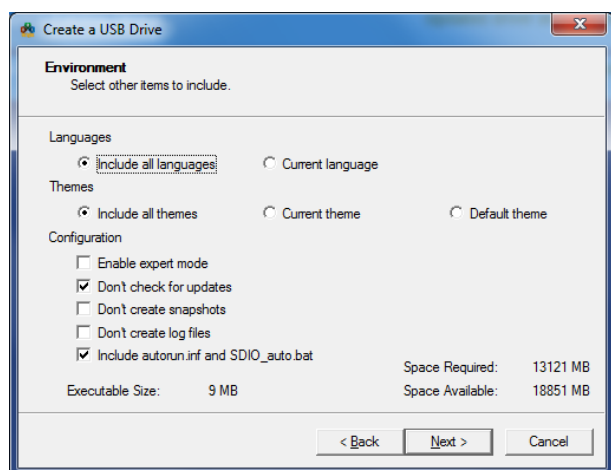 Create a USB Drive
Environment
Select other items to include.
Languages
Include all languages Current language
Themes
Include all themes Current theme Default theme
Configuration
Enable expert mode
Don't check for updates
Don't create snapshots
Don't create log files
Include autorun.inf and SDIO_auto.bat
Space Required: 13121 MB
Executable Size: 9 MB Space Available: 18851 MB
< Back Next > Cancel